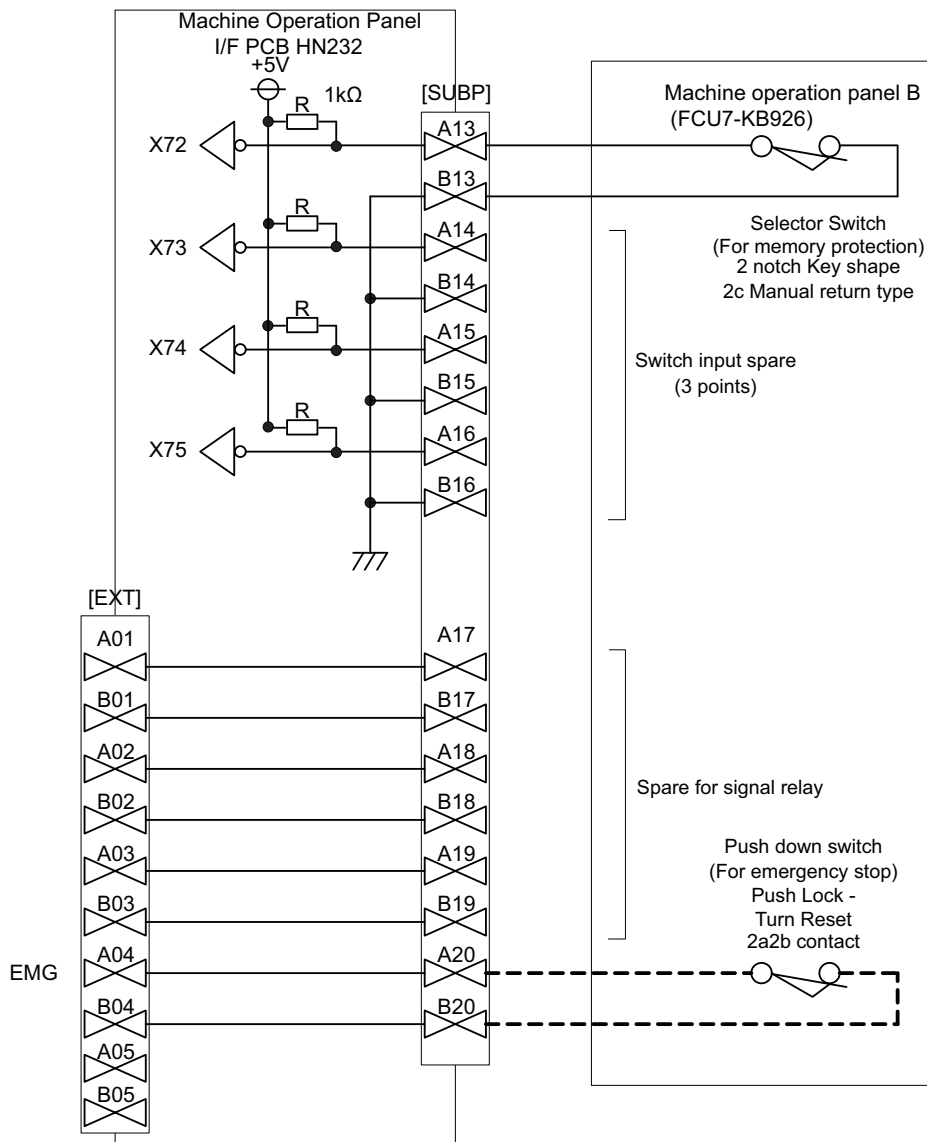 Machine Operation Panel
I/F PCB HN232
+5V
R
1kΩ
[SUBP]
X72
A13
B13
R
X73
A14
B14
R
X74
A15
B15
R
X75
A16
B16
Machine operation panel B
(FCU7-KB926)
Selector Switch
(For memory protection)
2 notch Key shape
2c Manual return type
Switch input spare
(3 points)
[EXT]
A01
A17
B01
B17
A02
A18
B02
B18
A03
A19
B03
B19
EMG
A04
A20
B04
B20
A05
B05
Spare for signal relay
Push down switch
(For emergency stop)
Push Lock -
Turn Reset
2a2b contact